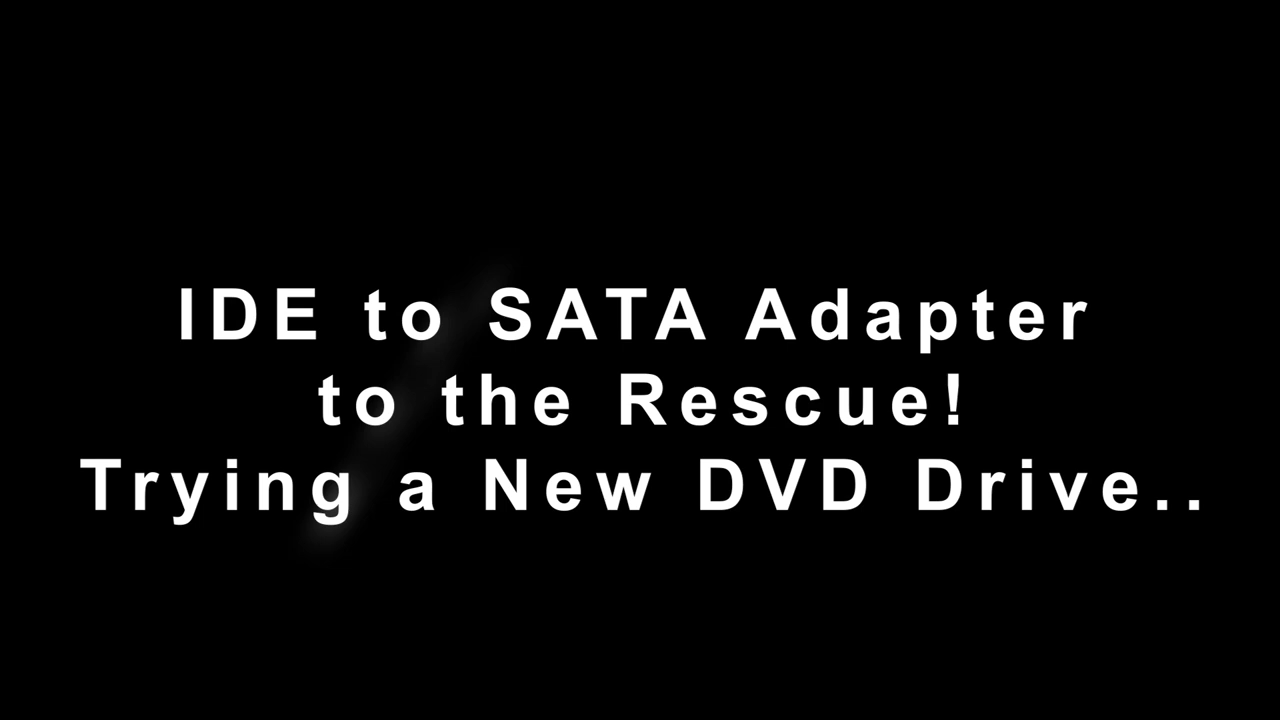 IDE to SATA Adapter
to the Rescue!
Trying a New DVD Drive..